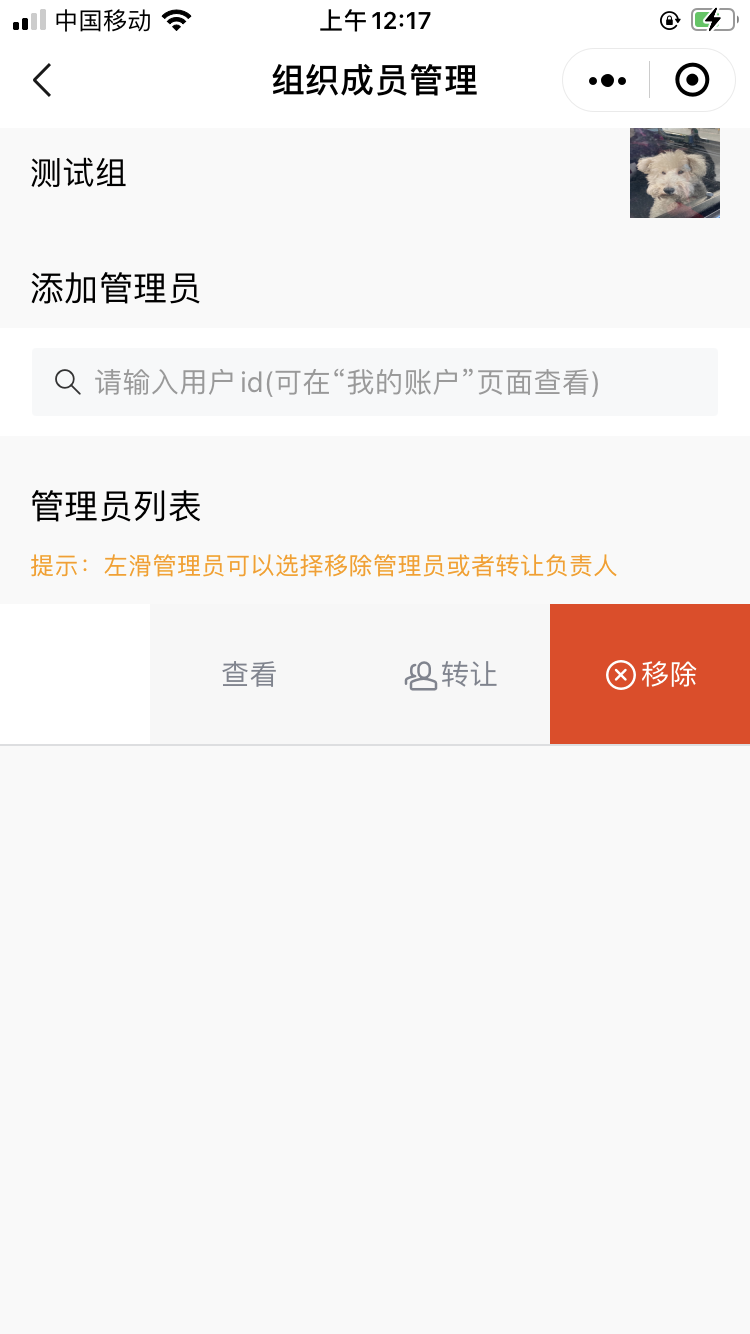 中国移动 上午12:17
组织成员管理
测试组
添加管理员
请输入用户id(可在“我的账户”页面查看)
管理员列表
提示：左滑管理员可以选择移除管理员或者转让负责人
查看 转让 移除